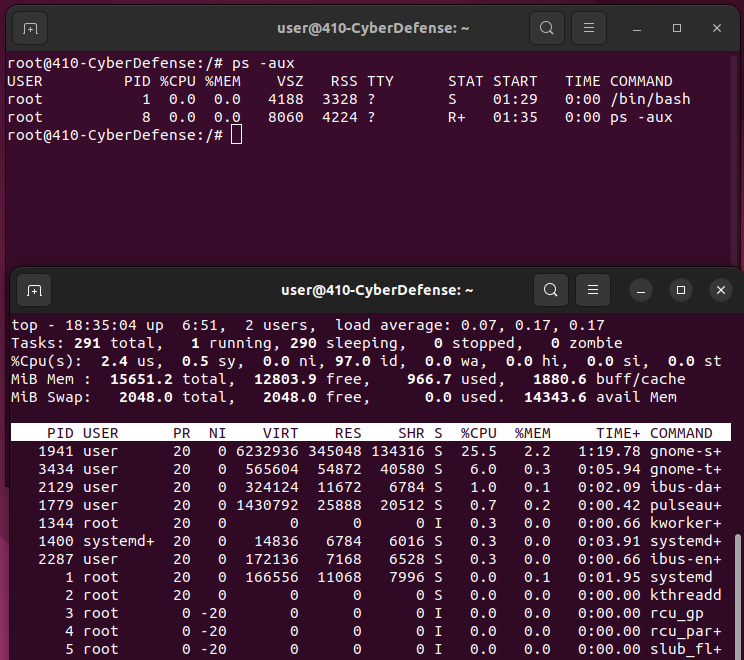 user@410-CyberDefense: ~
root@410-CyberDefense:/# ps -aux
USER PID %CPU %MEM VSZ RSS TTY STAT START TIME COMMAND
root 1 0.0 0.0 4188 3328 ? S 01:29 0:00 /bin/bash
root 8 0.0 0.0 8060 4224 ? R+ 01:35 0:00 ps -aux
root@410-CyberDefense:/#
user@410-CyberDefense: ~
top - 18:35:04 up 6:51, 2 users, load average: 0.07, 0.17, 0.17
Tasks: 291 total, 1 running, 290 sleeping, 0 stopped, 0 zombie
%Cpu(s): 2.4 us, 0.5 sy, 0.0 ni, 97.0 id, 0.0 wa, 0.0 hi, 0.0 si, 0.0 st
MiB Mem : 15651.2 total, 12803.9 free, 966.7 used, 1880.6 buff/cache
MiB Swap: 2048.0 total, 2048.0 free, 0.0 used. 14343.6 avail Mem
PID USER PR NI VIRT RES SHR S %CPU %MEM TIME+ COMMAND
1941 user 20 0 6232936 345048 134316 S 25.5 2.2 1:19.78 gnome-s+
3434 user 20 0 565604 54872 40580 S 6.0 0.3 0:05.94 gnome-t+
2129 user 20 0 324124 11672 6784 S 1.0 0.1 0:02.09 ibus-da+
1779 user 20 0 1430792 25888 20512 S 0.7 0.2 0:00.42 pulseau+
1344 root 20 0 0 0 0 I 0.3 0.0 0:00.66 kworker+
1400 systemd+ 20 0 14836 6784 6016 S 0.3 0.0 0:03.91 systemd+
2287 user 20 0 172136 7168 6528 S 0.3 0.0 0:00.66 ibus-en+
1 root 20 0 166556 11068 7996 S 0.0 0.1 0:01.95 systemd
2 root 20 0 0 0 0 S 0.0 0.0 0:00.00 kthreadd
3 root 0 -20 0 0 0 I 0.0 0.0 0:00.00 rcu_gp
4 root 0 -20 0 0 0 I 0.0 0.0 0:00.00 rcu_par+
5 root 0 -20 0 0 0 I 0.0 0.0 0:00.00 slub_fl+